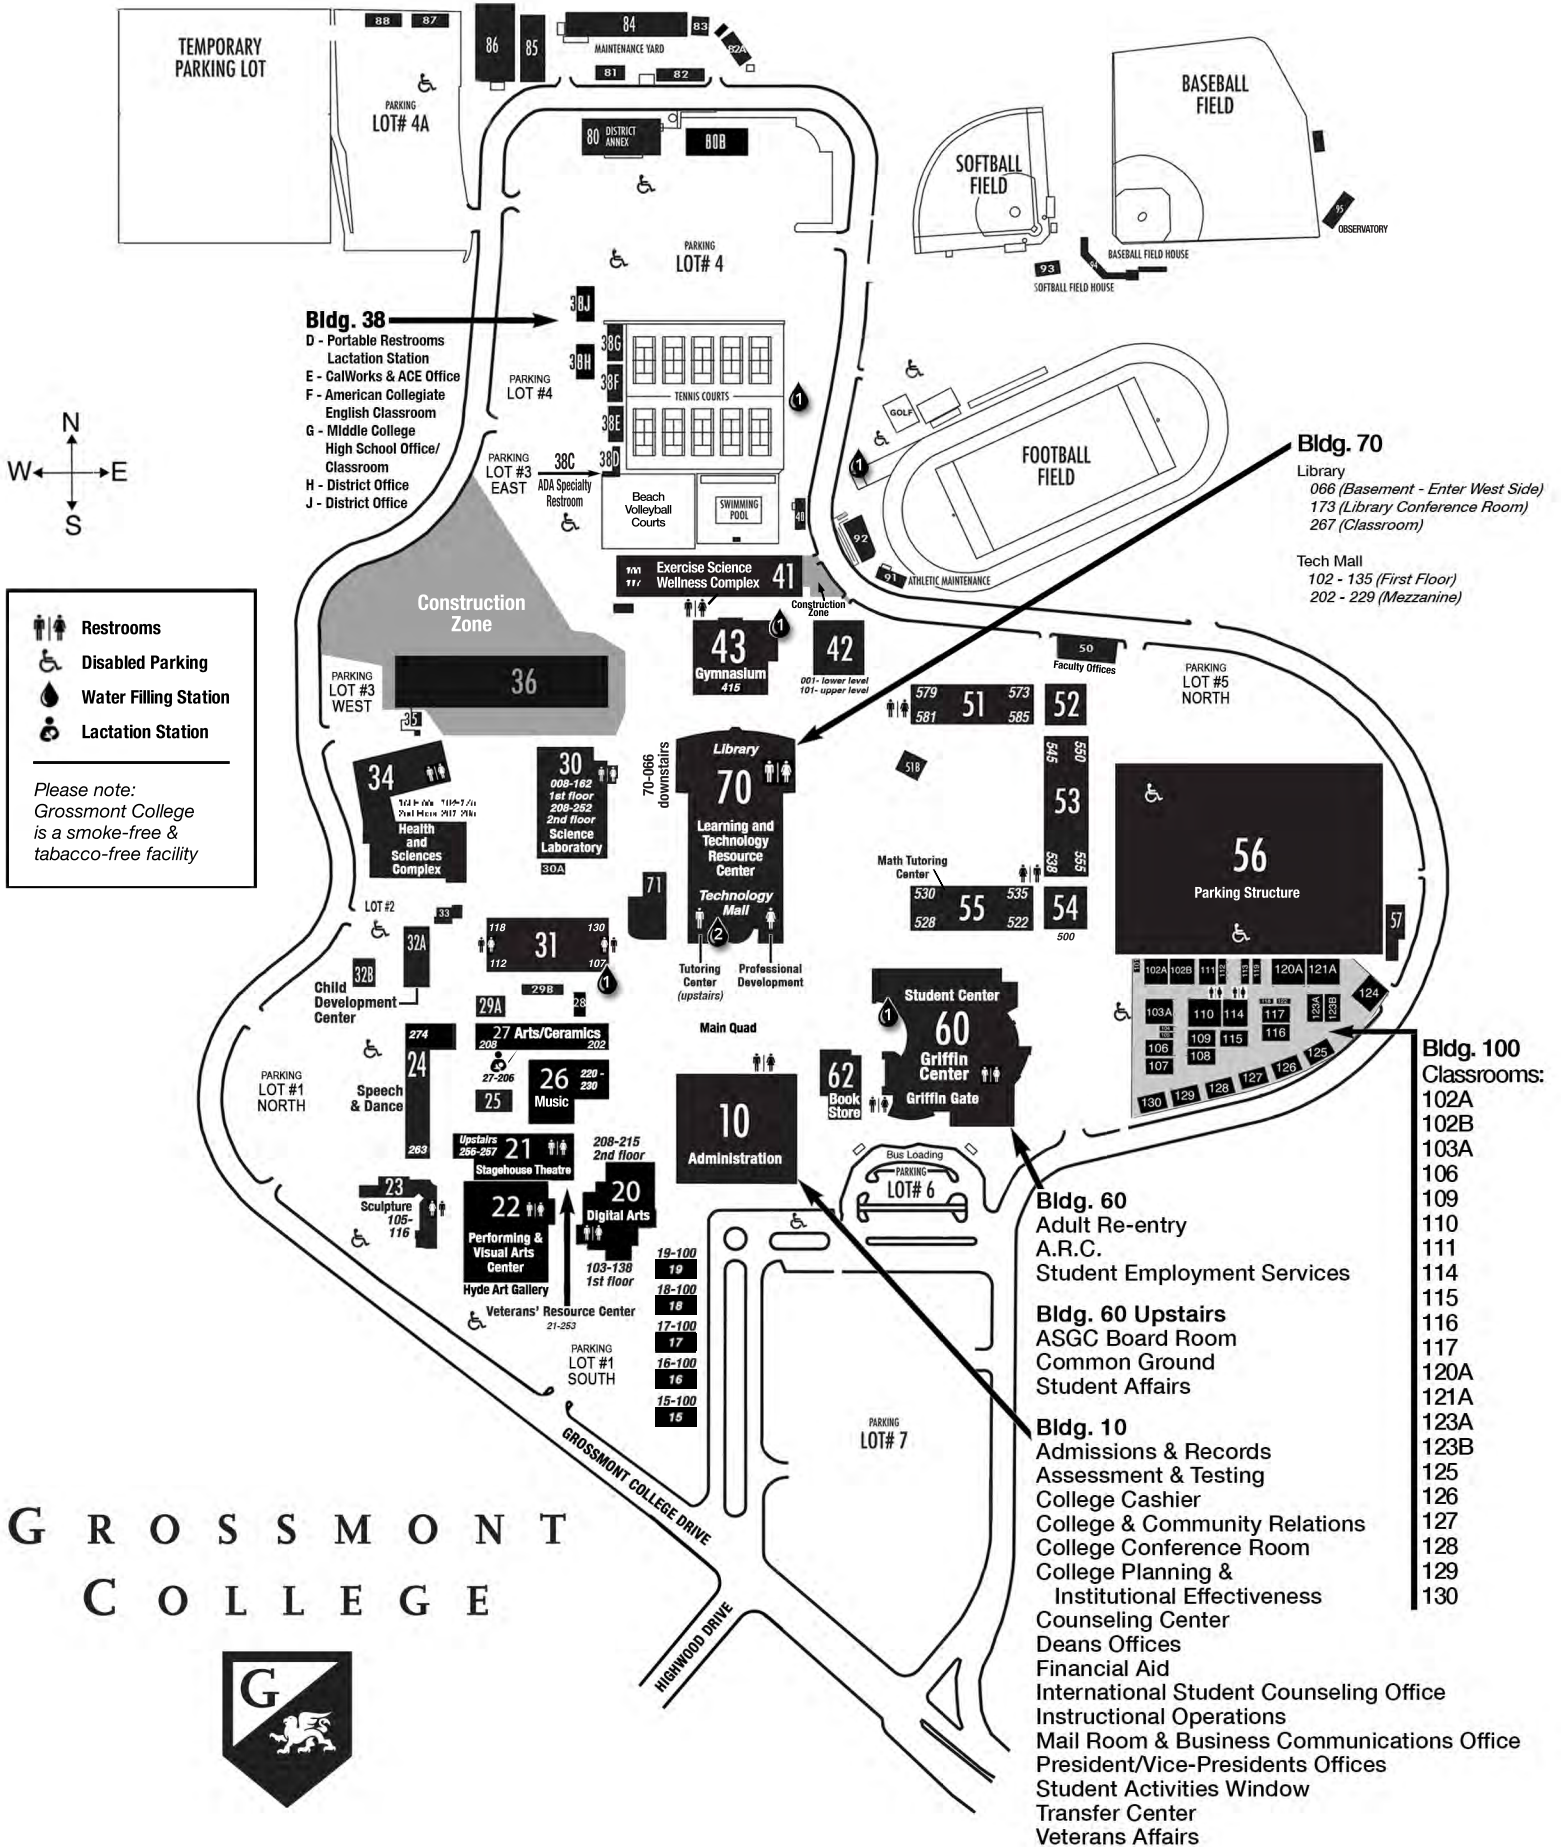 TEMPORARY
PARKING LOT
88
87
PARKING
LOT# 4A
86
85
84
83
82A
MAINTENANCE YARD
81
82
80 DISTRICT
ANNEX
80B
PARKING
LOT# 4
SOFTBALL
FIELD
BASEBALL
FIELD
95
OBSERVATORY
BASEBALL FIELD HOUSE
93
94
SOFTBALL FIELD HOUSE
Bldg. 38
D - Portable Restrooms
Lactation Station
E - CalWorks & ACE Office
F - American Collegiate
English Classroom
G - Middle College
High School Office/
Classroom
H - District Office
J - District Office
38J
38H
38G
38F
38E
38D
PARKING
LOT #4
TENNIS COURTS
1
PARKING
LOT #3
EAST
38C
ADA Specialty
Restroom
Beach
Volleyball
Courts
SWIMMING
POOL
40
GOLF
1
FOOTBALL
FIELD
92
91
ATHLETIC MAINTENANCE
N
W
E
S
Bldg. 70
Library
066 (Basement - Enter West Side)
173 (Library Conference Room)
267 (Classroom)
Tech Mall
102 - 135 (First Floor)
202 - 229 (Mezzanine)
Restrooms
Disabled Parking
Water Filling Station
Lactation Station
Please note:
Grossmont College
is a smoke-free &
tabacco-free facility
Construction
Zone
Exercise Science
Wellness Complex
41
Construction
Zone
1
43
Gymnasium
415
42
001- lower level
101- upper level
50
Faculty Offices
PARKING
LOT #5
NORTH
36
PARKING
LOT #3
WEST
35
579
573
51
581
585
52
51B
545
550
53
538
555
34
Health
and
Sciences
Complex
30
008-162
1st floor
208-252
2nd floor
Science
Laboratory
30A
70-066
downstairs
Library
70
Learning and
Technology
Resource
Center
Technology
Mall
2
71
Tutoring
Center
(upstairs)
Professional
Development
Math Tutoring
Center
530
535
55
528
522
54
500
56
Parking Structure
57
LOT #2
33
32A
32B
Child
Development
Center
118
130
31
112
107
1
29B
29A
28
27 Arts/Ceramics
208
202
27-206
25
26
220 -
230
Music
274
24
Speech
& Dance
263
PARKING
LOT #1
NORTH
Main Quad
Student Center
1
60
Griffin
Center
Griffin Gate
62
Book
Store
10
Administration
102A
102B
111
112
113
119
120A
121A
124
103A
110
114
117
118
122
123A
123B
106
107
109
108
115
116
125
126
127
128
129
130
Upstairs
256-257
21
Stagehouse Theatre
208-215
2nd floor
20
Digital Arts
103-138
1st floor
23
Sculpture
105-
116
22
Performing &
Visual Arts
Center
Hyde Art Gallery
Veterans' Resource Center
21-253
PARKING
LOT #1
SOUTH
19-100
19
18-100
18
17-100
17
16-100
16
15-100
15
Bus Loading
PARKING
LOT# 6
PARKING
LOT# 7
GROSSMONT COLLEGE DRIVE
HIGHWOOD DRIVE
Bldg. 60
Adult Re-entry
A.R.C.
Student Employment Services
Bldg. 60 Upstairs
ASGC Board Room
Common Ground
Student Affairs
Bldg. 10
Admissions & Records
Assessment & Testing
College Cashier
College & Community Relations
College Conference Room
College Planning &
Institutional Effectiveness
Counseling Center
Deans Offices
Financial Aid
International Student Counseling Office
Instructional Operations
Mail Room & Business Communications Office
President/Vice-Presidents Offices
Student Activities Window
Transfer Center
Veterans Affairs
Bldg. 100
Classrooms:
102A
102B
103A
106
109
110
111
114
115
116
117
120A
121A
123A
123B
125
126
127
128
129
130
GROSSMONT
COLLEGE
G